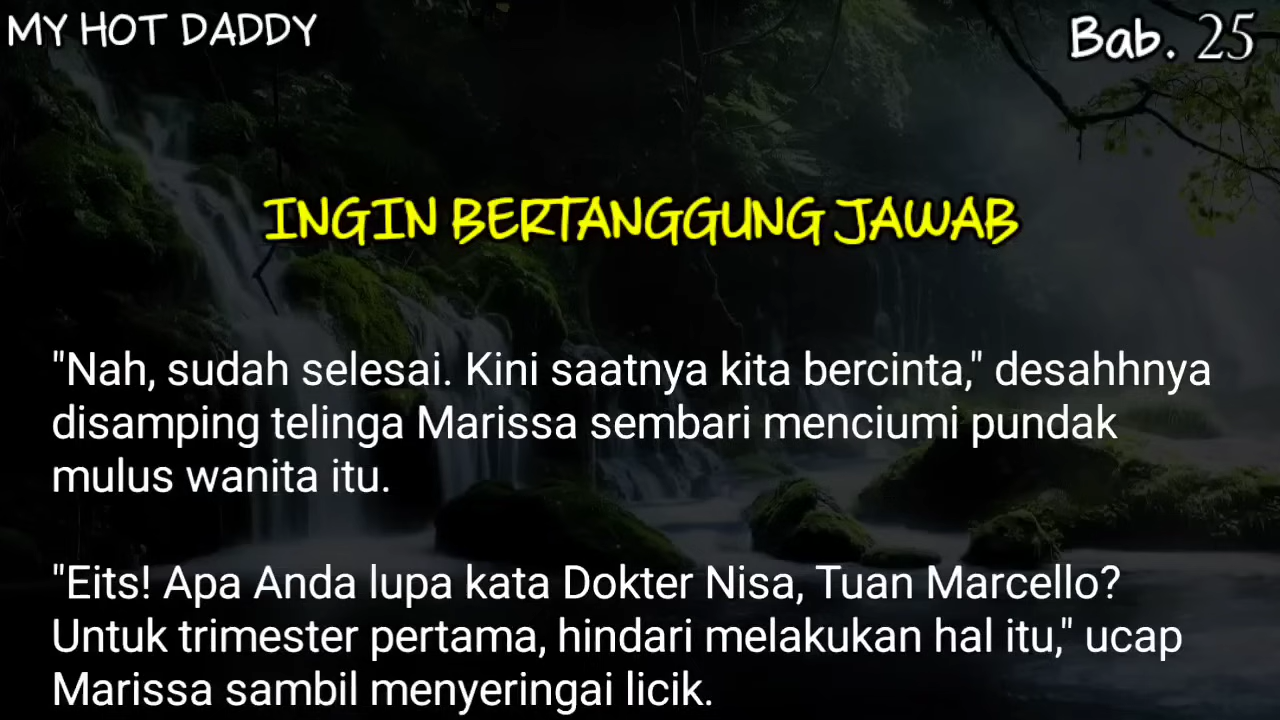 MY HOT DADDY
Bab. 25
INGIN BERTANGGUNG JAWAB
"Nah, sudah selesai. Kini saatnya kita bercinta," desahhnya
disamping telinga Marissa sembari menciumi pundak
mulus wanita itu.
"Eits! Apa Anda lupa kata Dokter Nisa, Tuan Marcello?
Untuk trimester pertama, hindari melakukan hal itu," ucap
Marissa sambil menyeringai licik.